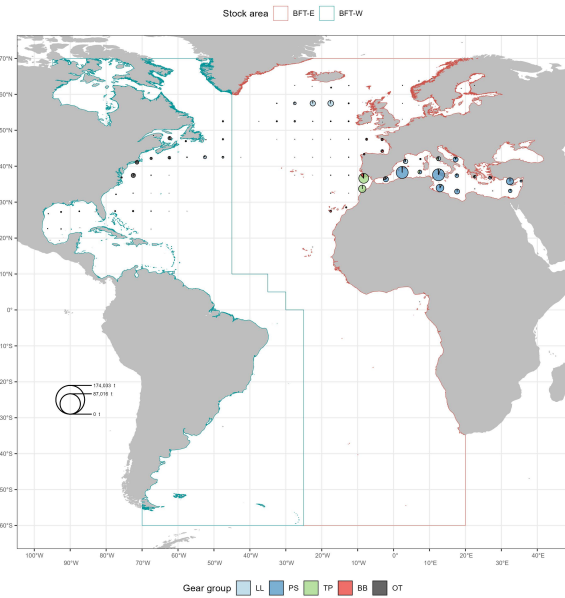 Stock area BFT-E BFT-W
70°N
60°N
50°N
40°N
30°N
20°N
10°N
0°
10°S
20°S
174,033 t
87,016 t
0 t
30°S
40°S
50°S
60°S
100°W 80°W 60°W 40°W 20°W 0° 20°E 40°E
90°W 70°W 50°W 30°W 10°W 10°E 30°E
Gear group LL PS TP BB OT